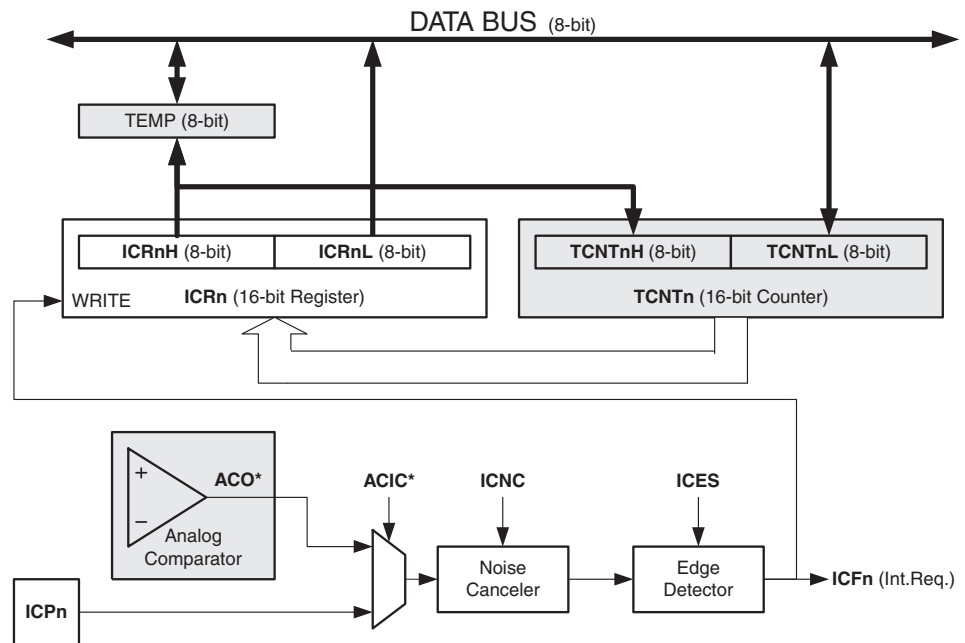 DATA BUS (8-bit)
TEMP (8-bit)
ICRnH (8-bit)
ICRnL (8-bit)
TCNTnH (8-bit)
TCNTnL (8-bit)
WRITE
ICRn (16-bit Register)
TCNTn (16-bit Counter)
+
−
ACO*
Analog
Comparator
ACIC*
ICNC
ICES
Noise
Canceler
Edge
Detector
ICFn (Int.Req.)
ICPn